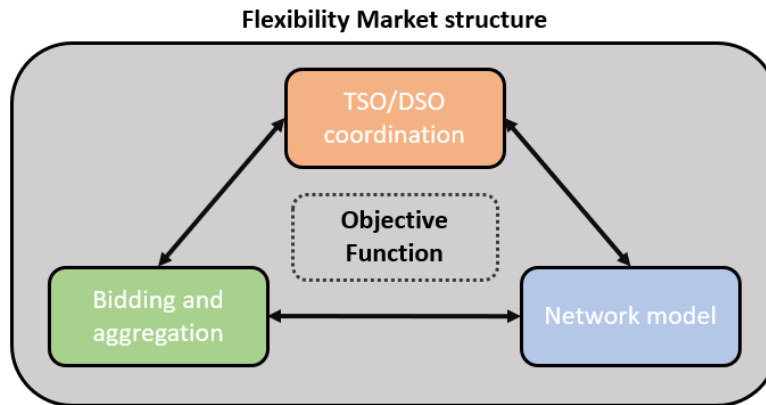 Flexibility Market structure
TSO/DSO
coordination
Objective
Function
Bidding and
aggregation
Network model